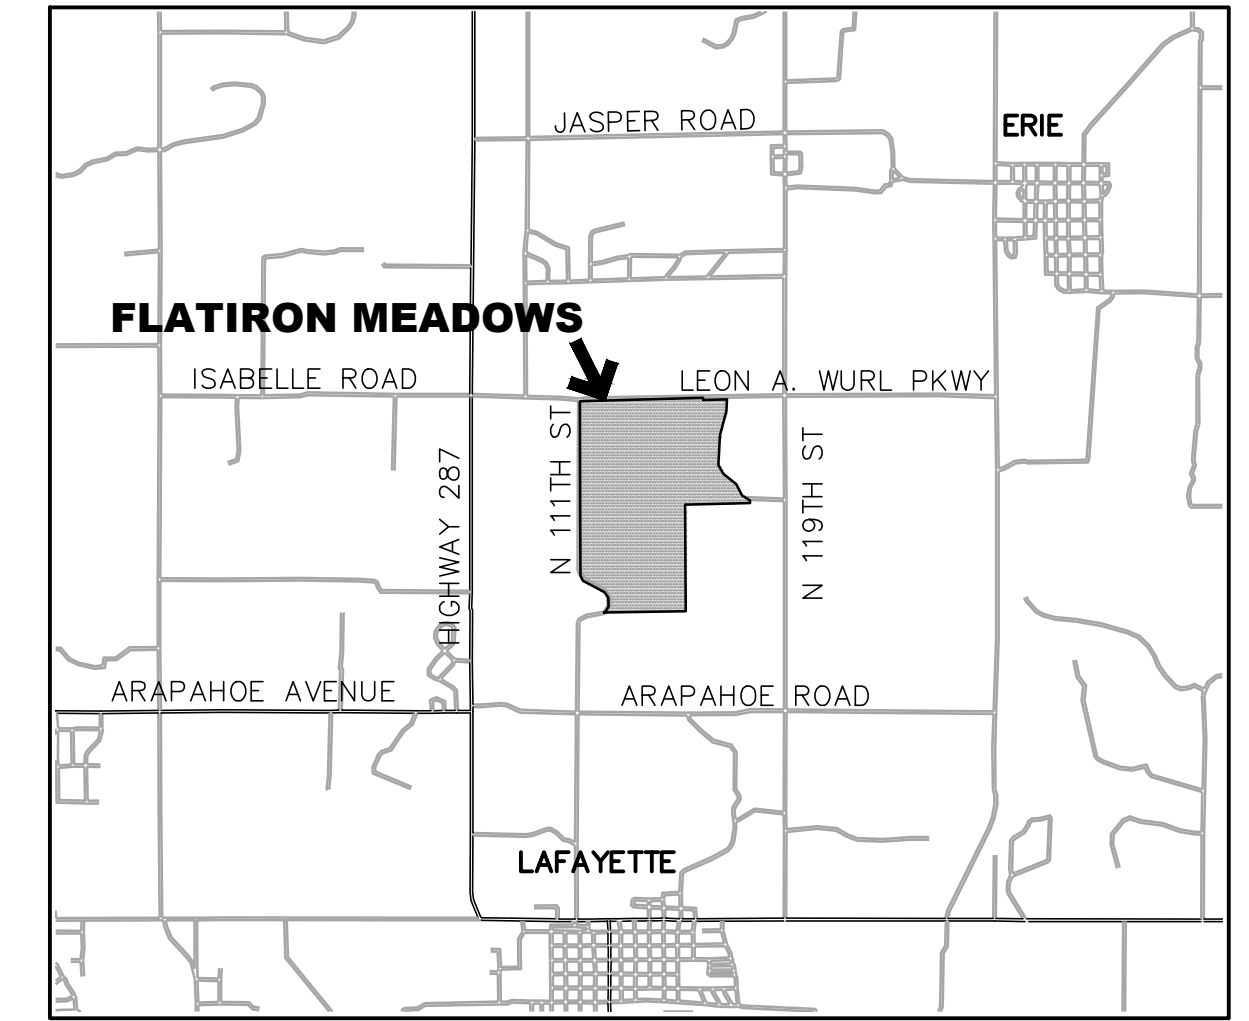 JASPER ROAD
ERIE
FLATIRON MEADOWS
ISABELLE ROAD
LEON A. WURL PKWY
N 111TH ST
N 119TH ST
HIGHWAY 287
ARAPAHOE AVENUE
ARAPAHOE ROAD
LAFAYETTE